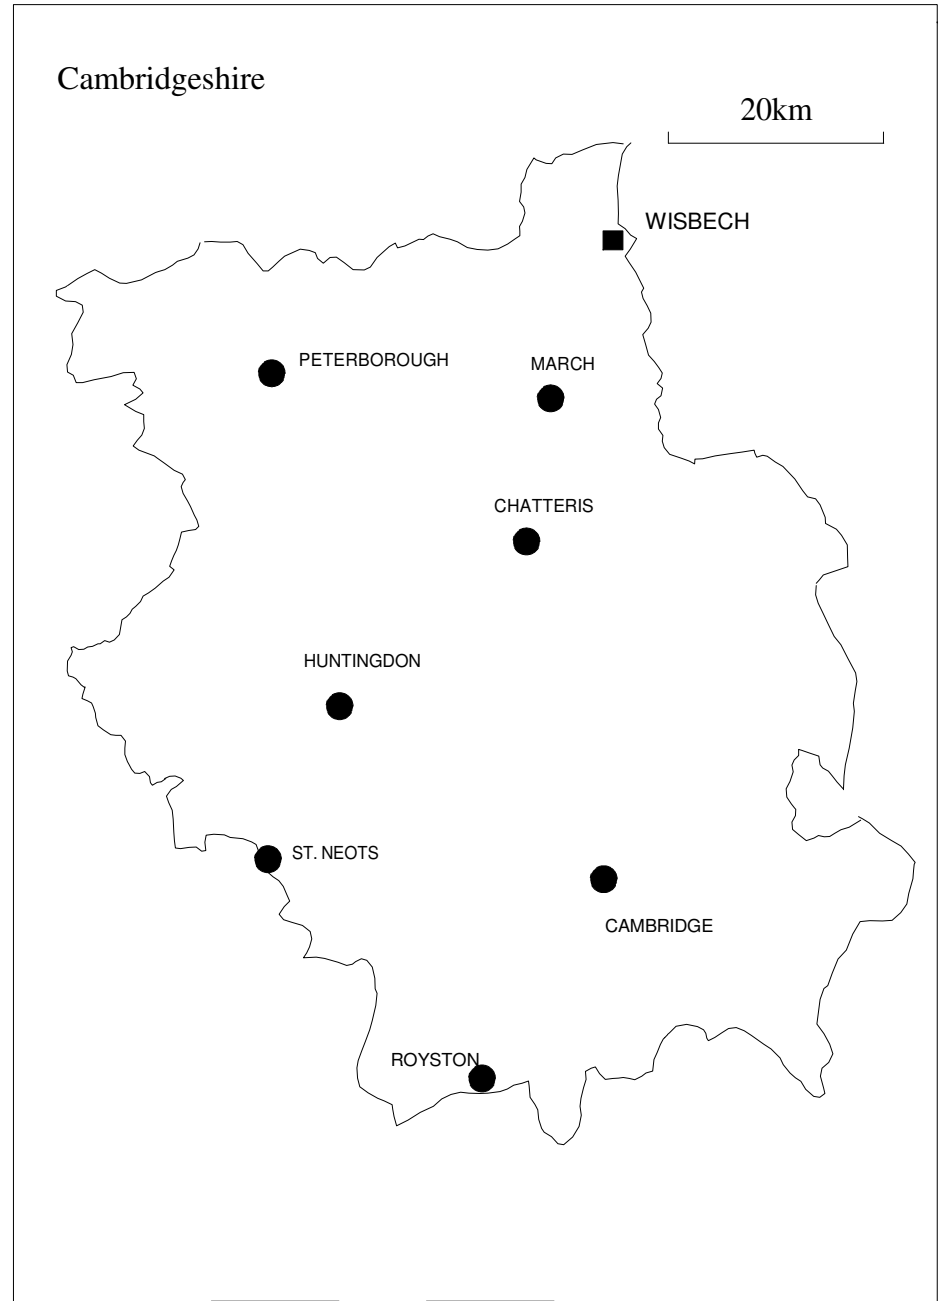 Cambridgeshire
20km
WISBECH
PETERBOROUGH
MARCH
CHATTERIS
HUNTINGDON
ST. NEOTS
CAMBRIDGE
ROYSTON